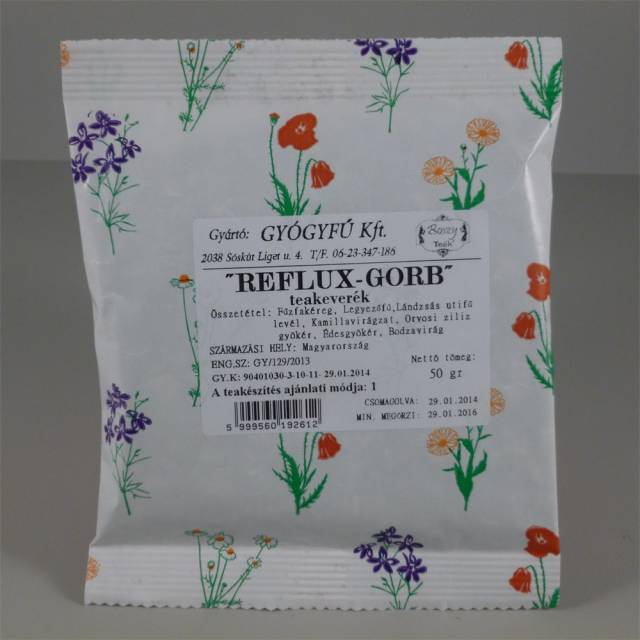 Gyártó: GYÓGYFŰ Kft.
Boszy Teák
2038 Sóskút Liget u. 4. T/F. 06-23-347-186
"REFLUX-GORB"
teakeverék
Összetétel: Fűzfakéreg, Legyezőfű,Lándzsás utifű
levél, Kamillavirágzat, Orvosi ziliz
gyökér, Édesgyökér, Bodzavirág
SZÁRMAZÁSI HELY: Magyarország
ENG.SZ: GY/129/2013
Nettó tömeg:
GY.K: 90401030-3-10-11- 29.01.2014
50 gr
A teakészítés ajánlati módja: 1
CSOMAGOLVA: 29.01.2014
MIN. MEGŐRZI: 29.01.2016
5 999560 192612